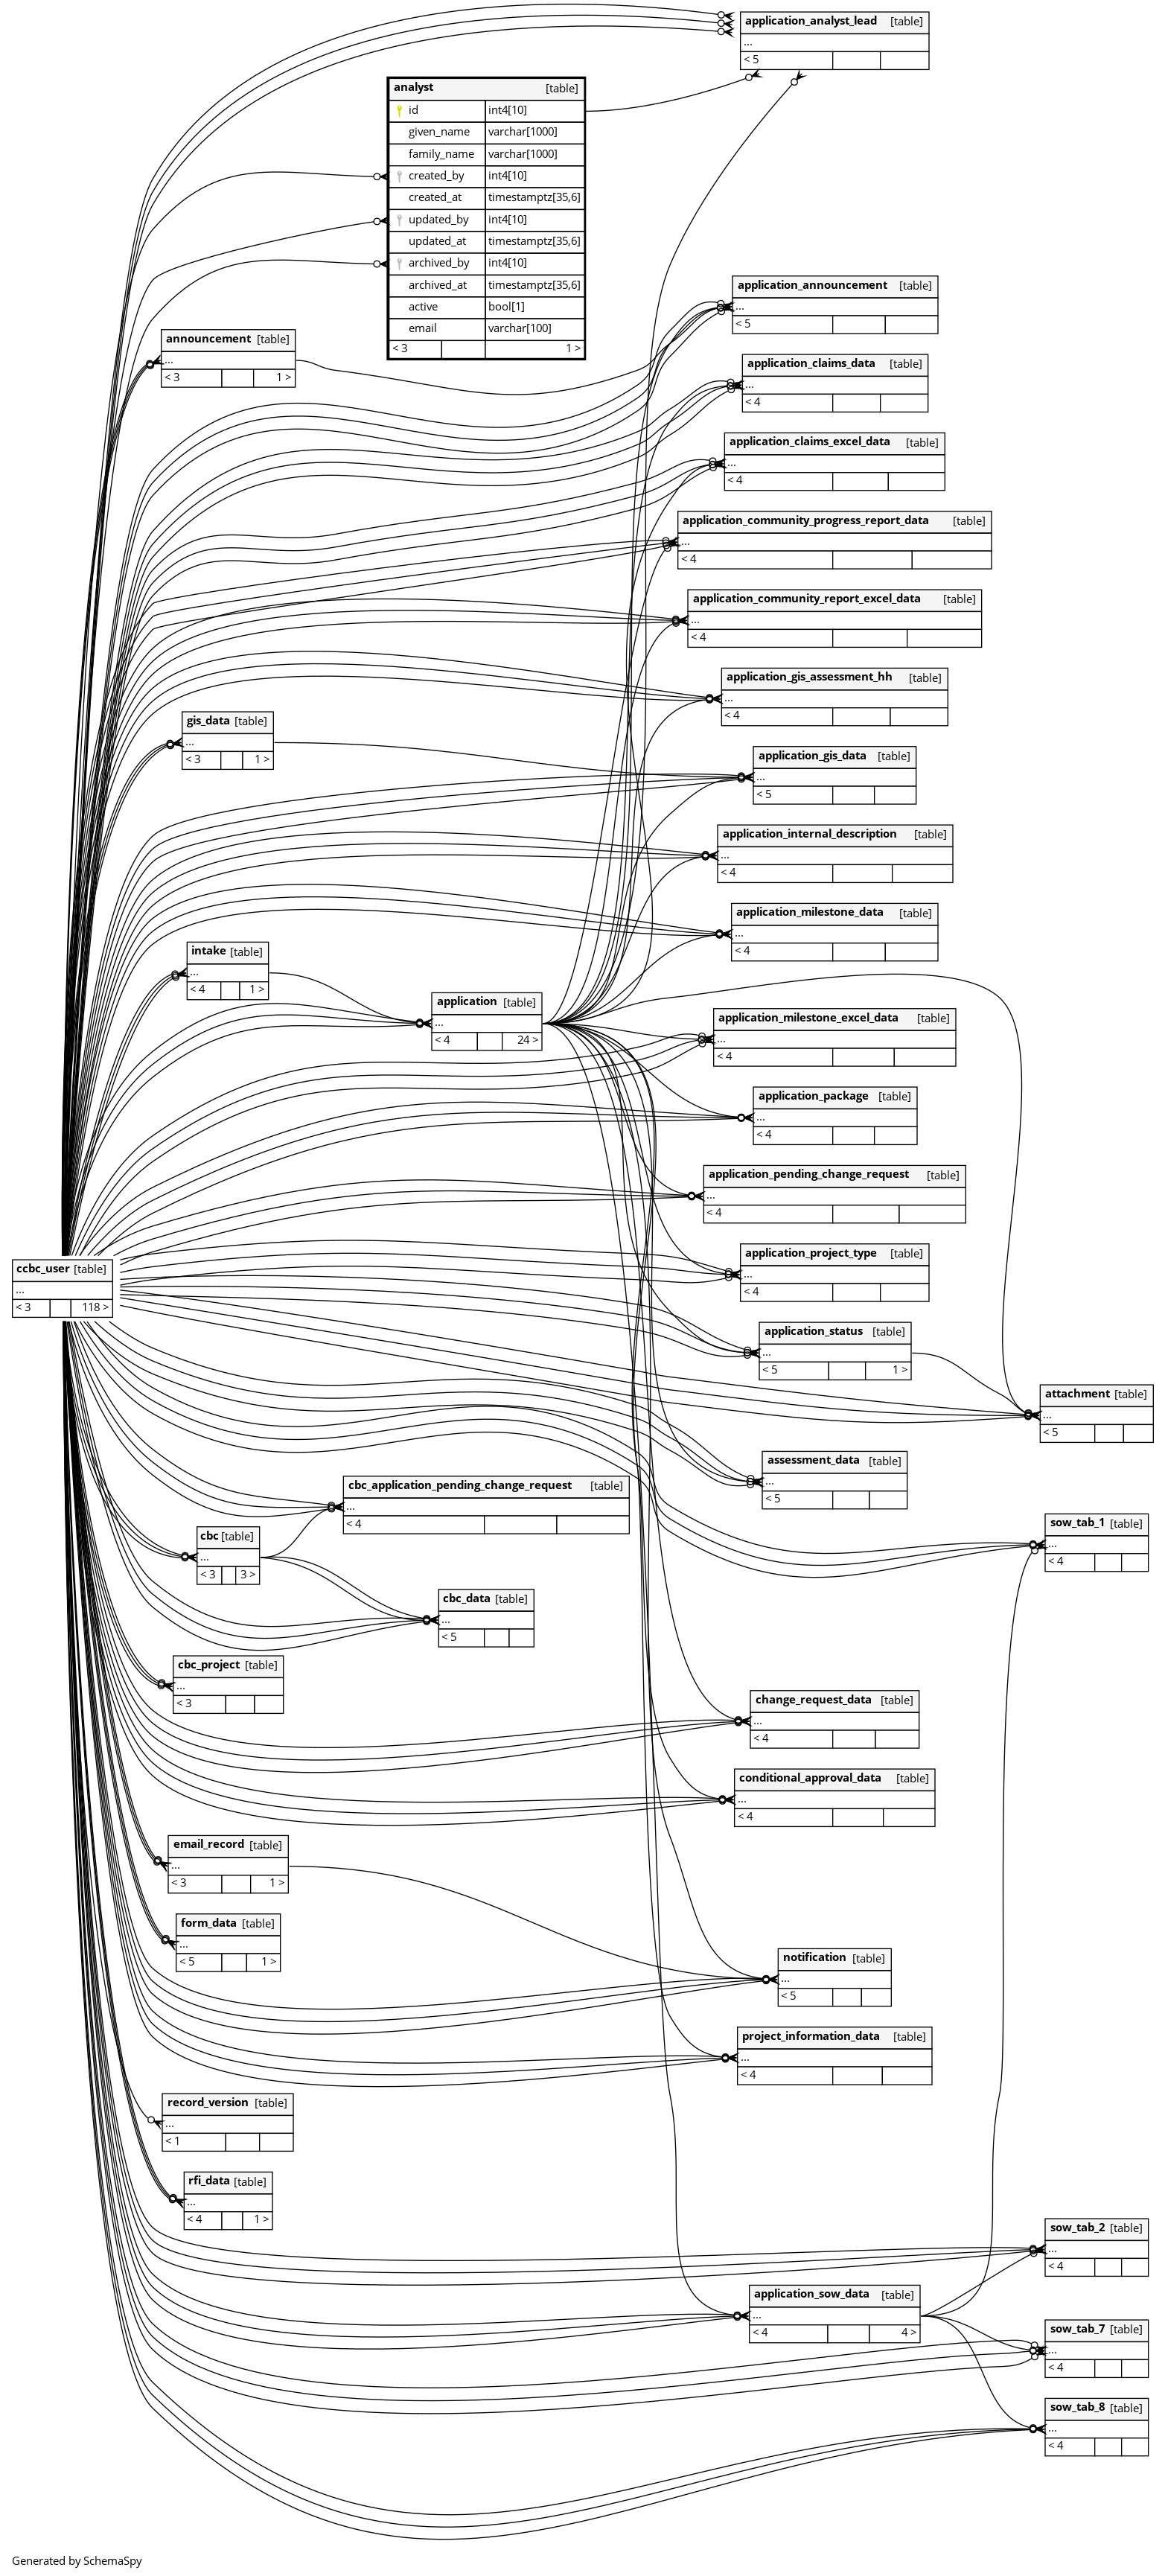 application_analyst_lead [table]
...
< 5
analyst [table]
id int4[10]
given_name varchar[1000]
family_name varchar[1000]
created_by int4[10]
created_at timestamptz[35,6]
updated_by int4[10]
updated_at timestamptz[35,6]
archived_by int4[10]
archived_at timestamptz[35,6]
active bool[1]
email varchar[100]
< 3 1 >
application_announcement [table]
...
< 5
announcement [table]
...
< 3 1 >
application_claims_data [table]
...
< 4
application_claims_excel_data [table]
...
< 4
application_community_progress_report_data [table]
...
< 4
application_community_report_excel_data [table]
...
< 4
application_gis_assessment_hh [table]
...
< 4
gis_data [table]
...
< 3 1 >
application_gis_data [table]
...
< 5
application_internal_description [table]
...
< 4
application_milestone_data [table]
...
< 4
intake [table]
...
< 4 1 >
application [table]
...
< 4 24 >
application_milestone_excel_data [table]
...
< 4
application_package [table]
...
< 4
application_pending_change_request [table]
...
< 4
application_project_type [table]
...
< 4
ccbc_user [table]
...
< 3 118 >
application_status [table]
...
< 5 1 >
attachment [table]
...
< 5
assessment_data [table]
...
< 5
cbc_application_pending_change_request [table]
...
< 4
sow_tab_1 [table]
...
< 4
cbc [table]
...
< 3 3 >
cbc_data [table]
...
< 5
cbc_project [table]
...
< 3
change_request_data [table]
...
< 4
conditional_approval_data [table]
...
< 4
email_record [table]
...
< 3 1 >
form_data [table]
...
< 5 1 >
notification [table]
...
< 5
project_information_data [table]
...
< 4
record_version [table]
...
< 1
rfi_data [table]
...
< 4 1 >
sow_tab_2 [table]
...
< 4
application_sow_data [table]
...
< 4 4 >
sow_tab_7 [table]
...
< 4
sow_tab_8 [table]
...
< 4
Generated by SchemaSpy